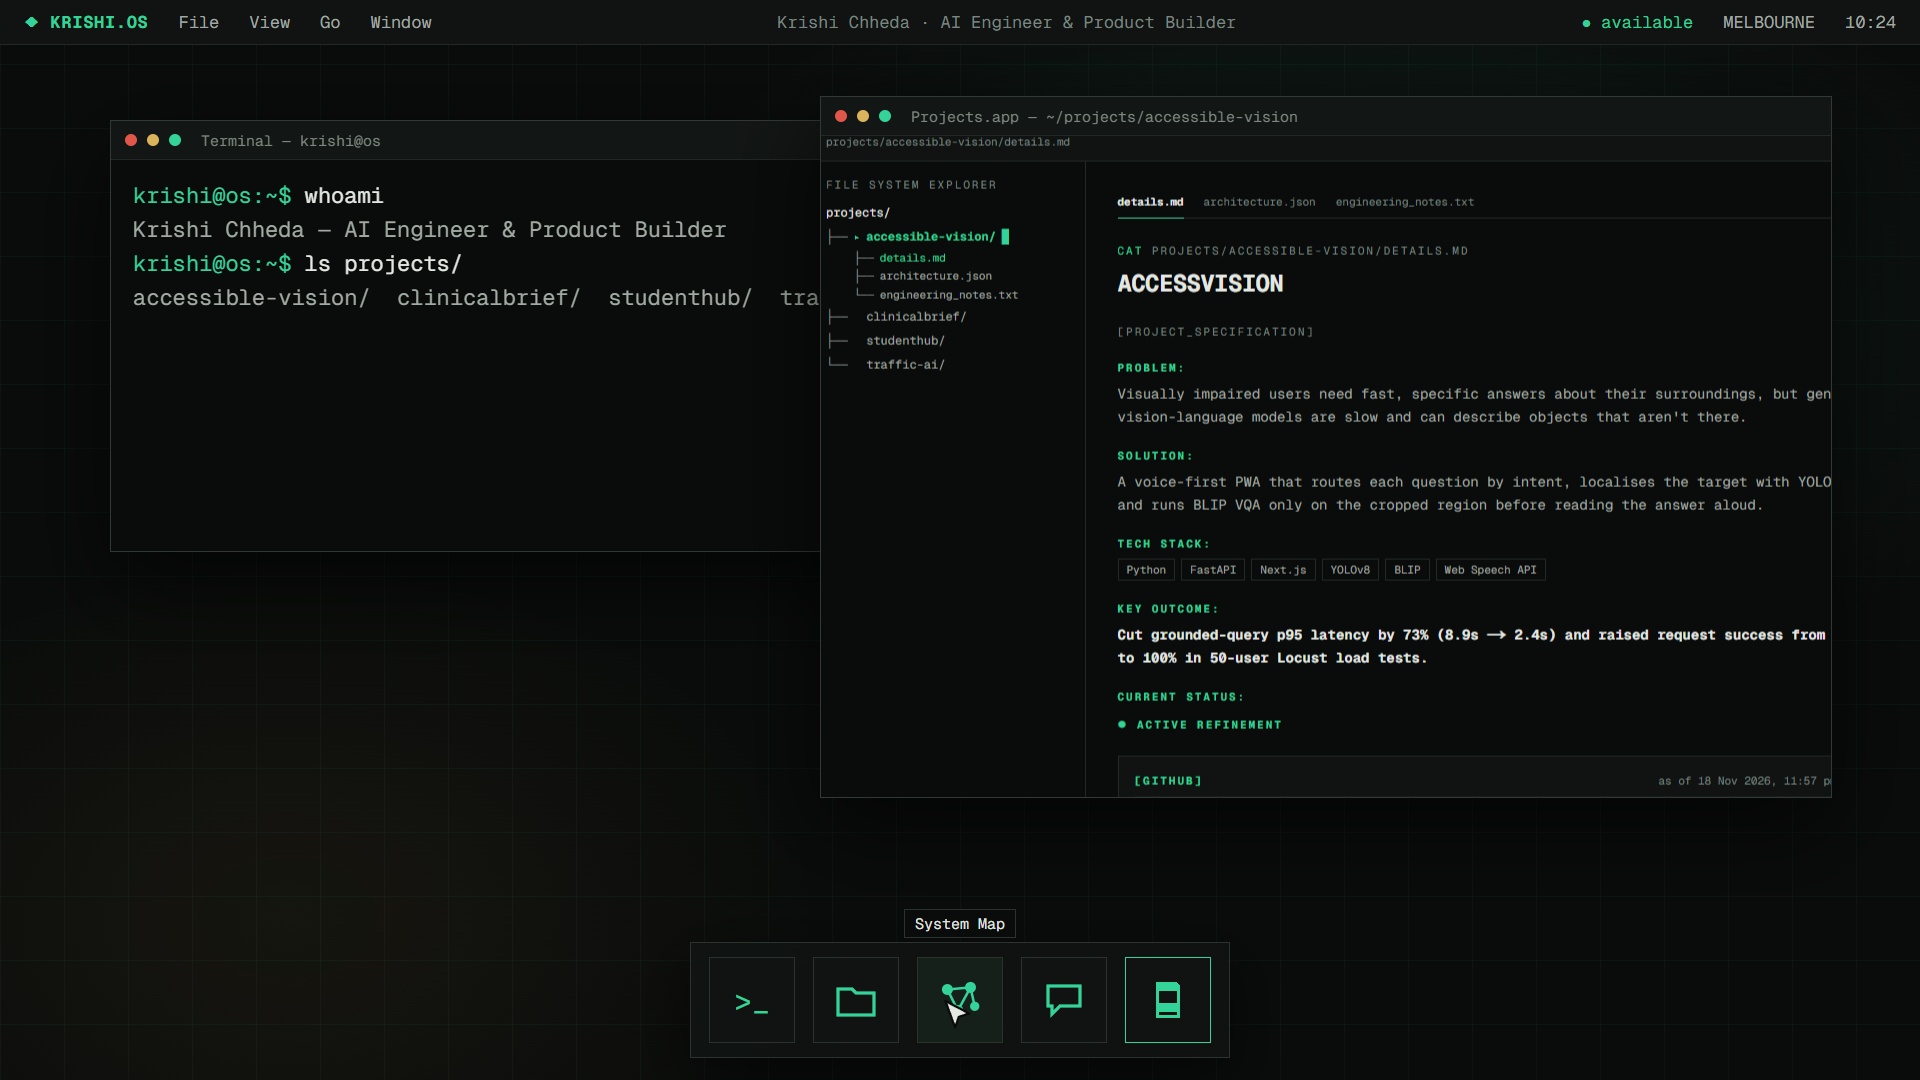 KRISHI.OS File View Go Window
Krishi Chheda · AI Engineer & Product Builder
● available MELBOURNE 10:24
Terminal — krishi@os
krishi@os:~$ whoami
Krishi Chheda — AI Engineer & Product Builder
krishi@os:~$ ls projects/
accessible-vision/ clinicalbrief/ studenthub/ tra
Projects.app — ~/projects/accessible-vision
projects/accessible-vision/details.md
FILE SYSTEM EXPLORER
projects/
├── ▸ accessible-vision/
├── details.md
├── architecture.json
└── engineering_notes.txt
├── clinicalbrief/
├── studenthub/
└── traffic-ai/
details.md architecture.json engineering_notes.txt
CAT PROJECTS/ACCESSIBLE-VISION/DETAILS.MD
ACCESSVISION
[PROJECT_SPECIFICATION]
PROBLEM:
Visually impaired users need fast, specific answers about their surroundings, but gen
vision-language models are slow and can describe objects that aren't there.
SOLUTION:
A voice-first PWA that routes each question by intent, localises the target with YOLO
and runs BLIP VQA only on the cropped region before reading the answer aloud.
TECH STACK:
Python FastAPI Next.js YOLOv8 BLIP Web Speech API
KEY OUTCOME:
Cut grounded-query p95 latency by 73% (8.9s → 2.4s) and raised request success from
to 100% in 50-user Locust load tests.
CURRENT STATUS:
● ACTIVE REFINEMENT
[GITHUB] as of 18 Nov 2026, 11:57 p
System Map
>_